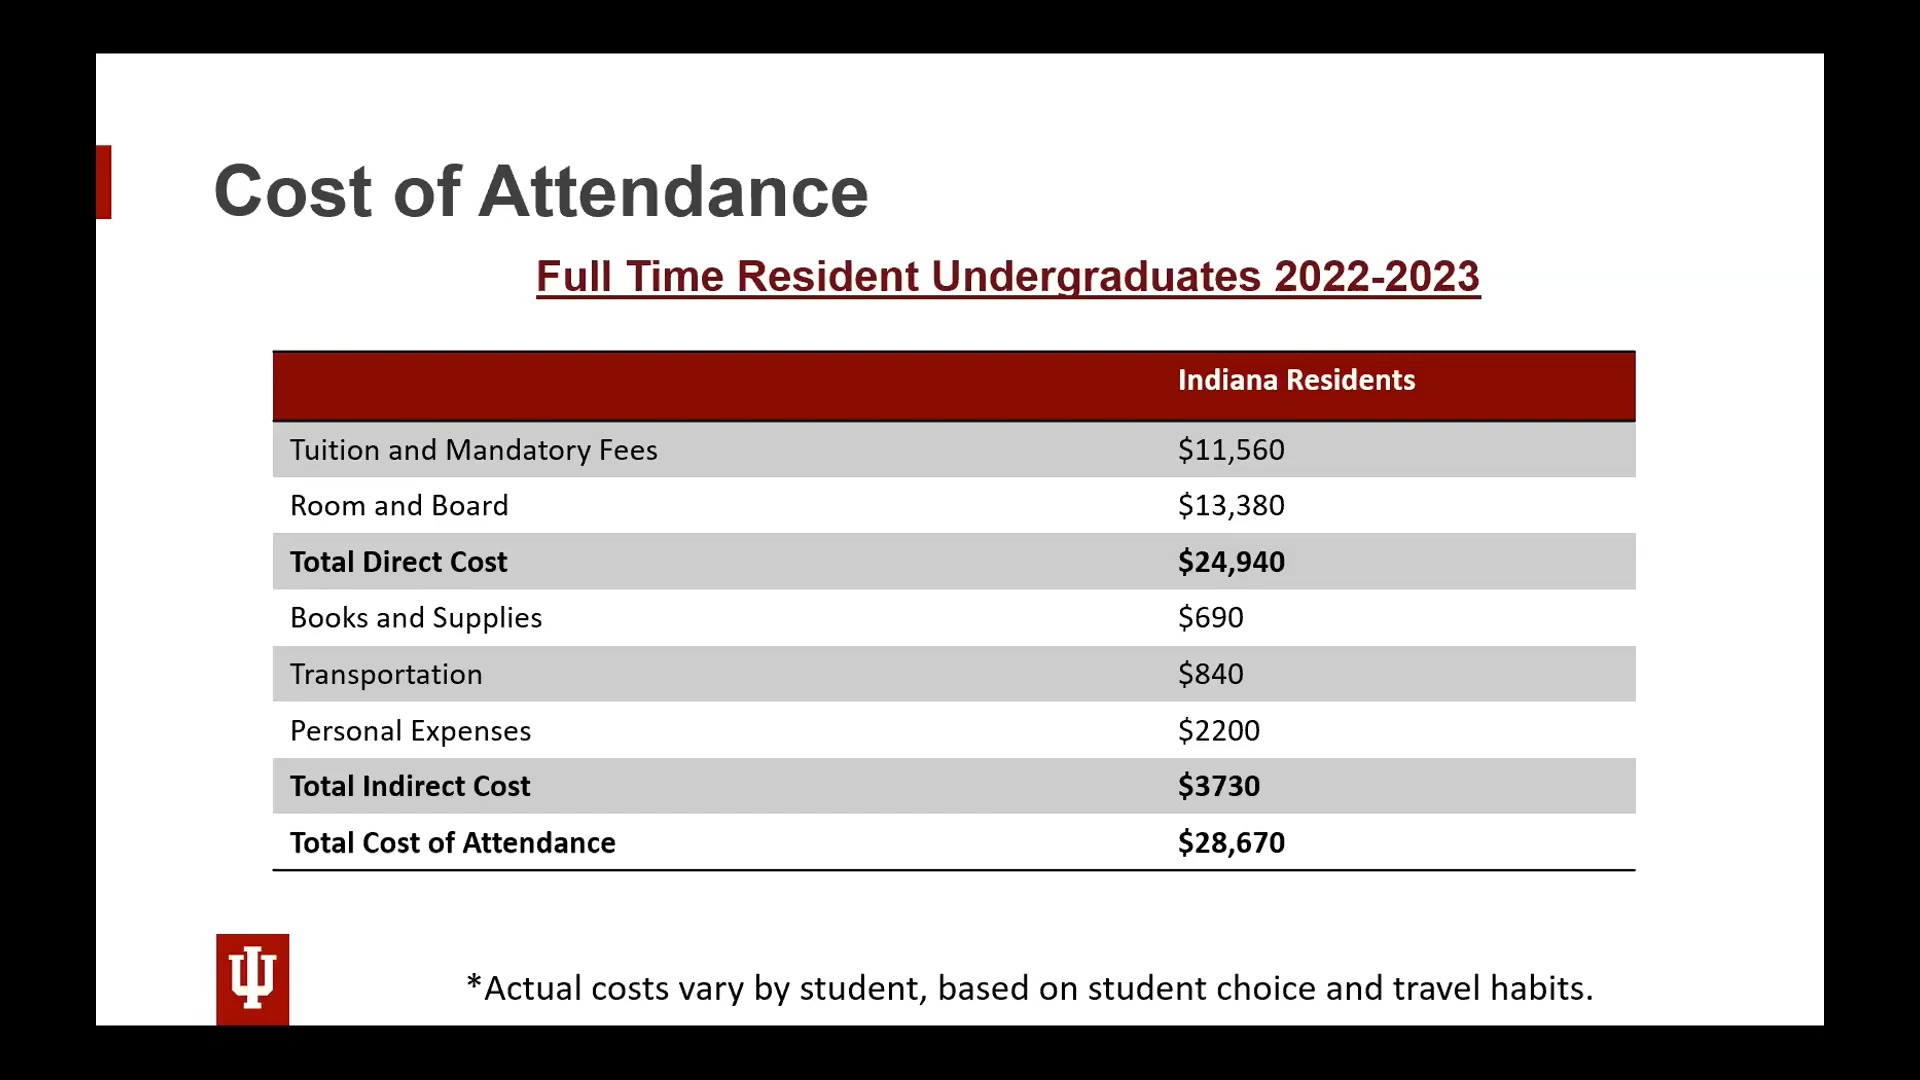 Cost of Attendance
Full Time Resident Undergraduates 2022-2023
Indiana Residents
Tuition and Mandatory Fees $11,560
Room and Board $13,380
Total Direct Cost $24,940
Books and Supplies $690
Transportation $840
Personal Expenses $2200
Total Indirect Cost $3730
Total Cost of Attendance $28,670
*Actual costs vary by student, based on student choice and travel habits.